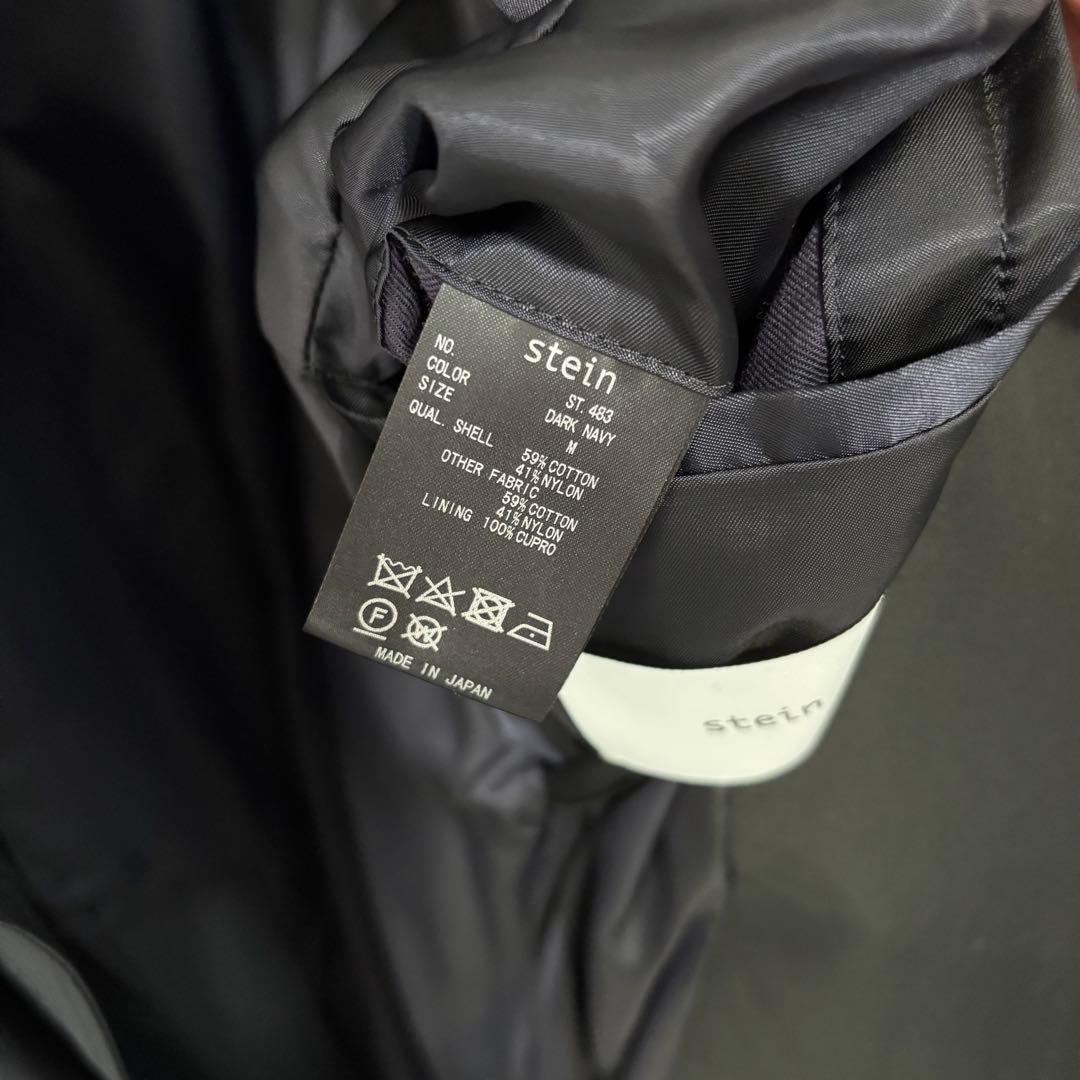 stein
NO. ST. 483
COLOR DARK NAVY
SIZE M
QUAL. SHELL 59% COTTON
41% NYLON
OTHER FABRIC
59% COTTON
41% NYLON
LINING 100% CUPRO
F W
MADE IN JAPAN
stein